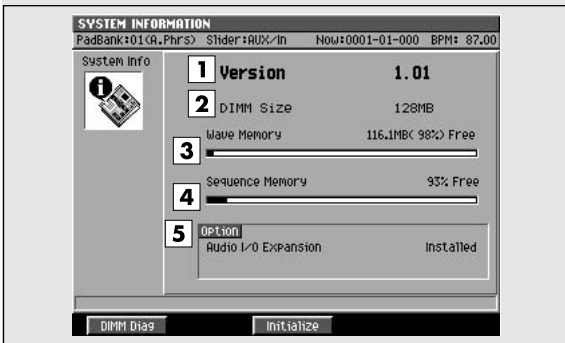 SYSTEM INFORMATION
PadBank:01(A.Phrs) Slider:AUX/In Now:0001-01-000 BPM: 87.00
System Info
1 Version 1.01
2 DIMM Size 128MB
Wave Memory 116.1MB( 98%) Free
3
Sequence Memory 93% Free
4
5 Option
Audio I/O Expansion Installed
DIMM Diag Initialize